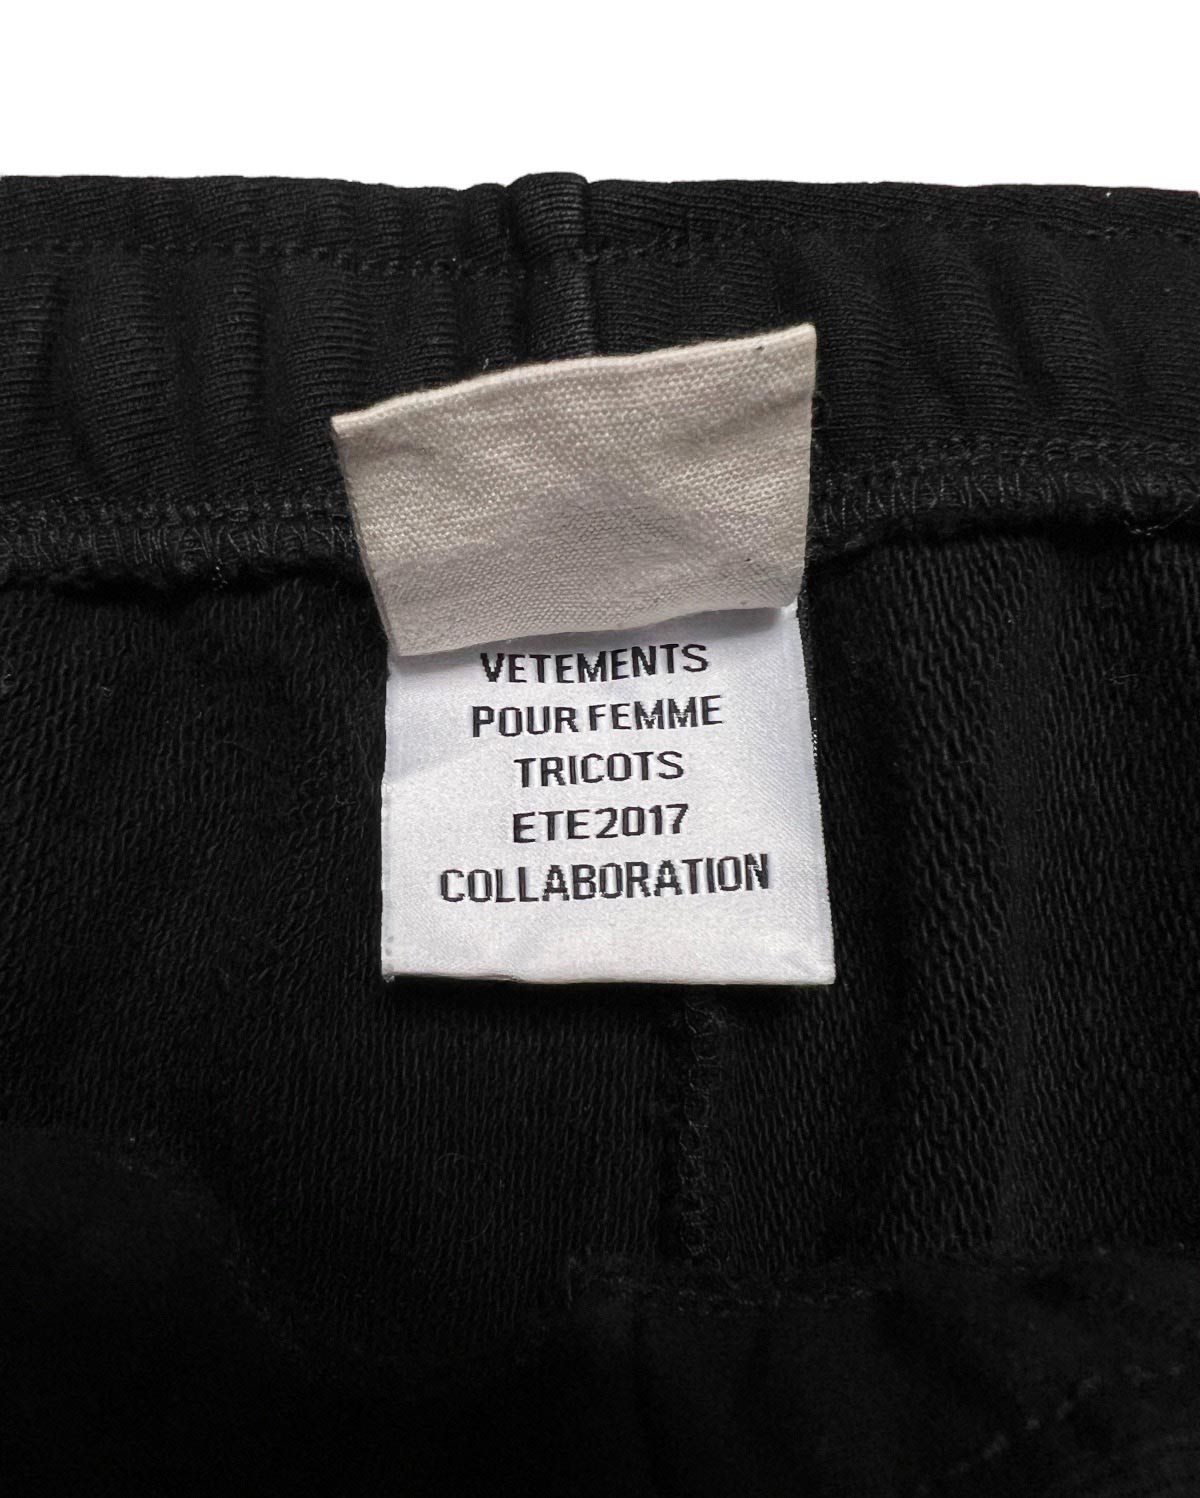 VETEMENTS
POUR FEMME
TRICOTS
ETE2017
COLLABORATION